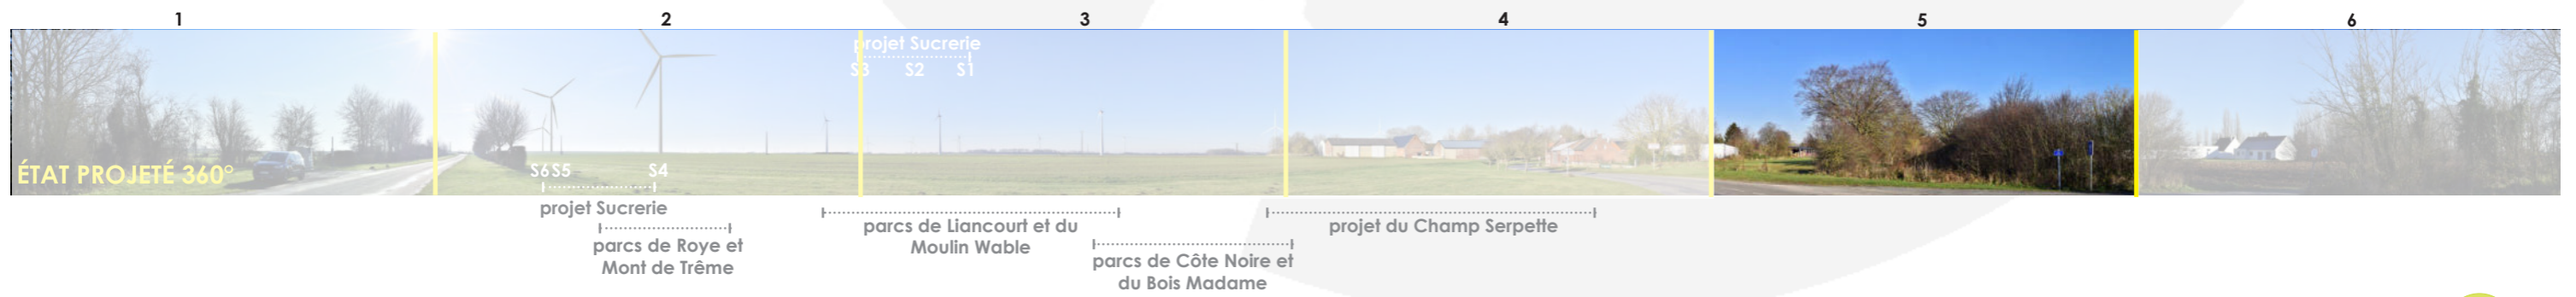 1 2 3 4 5 6
projet Sucrerie
S3 S2 S1
ÉTAT PROJETÉ 360°
S6 S5 S4
projet Sucrerie
parcs de Roye et
Mont de Trême
parcs de Liancourt et du
Moulin Wable
parcs de Côte Noire et
du Bois Madame
projet du Champ Serpette